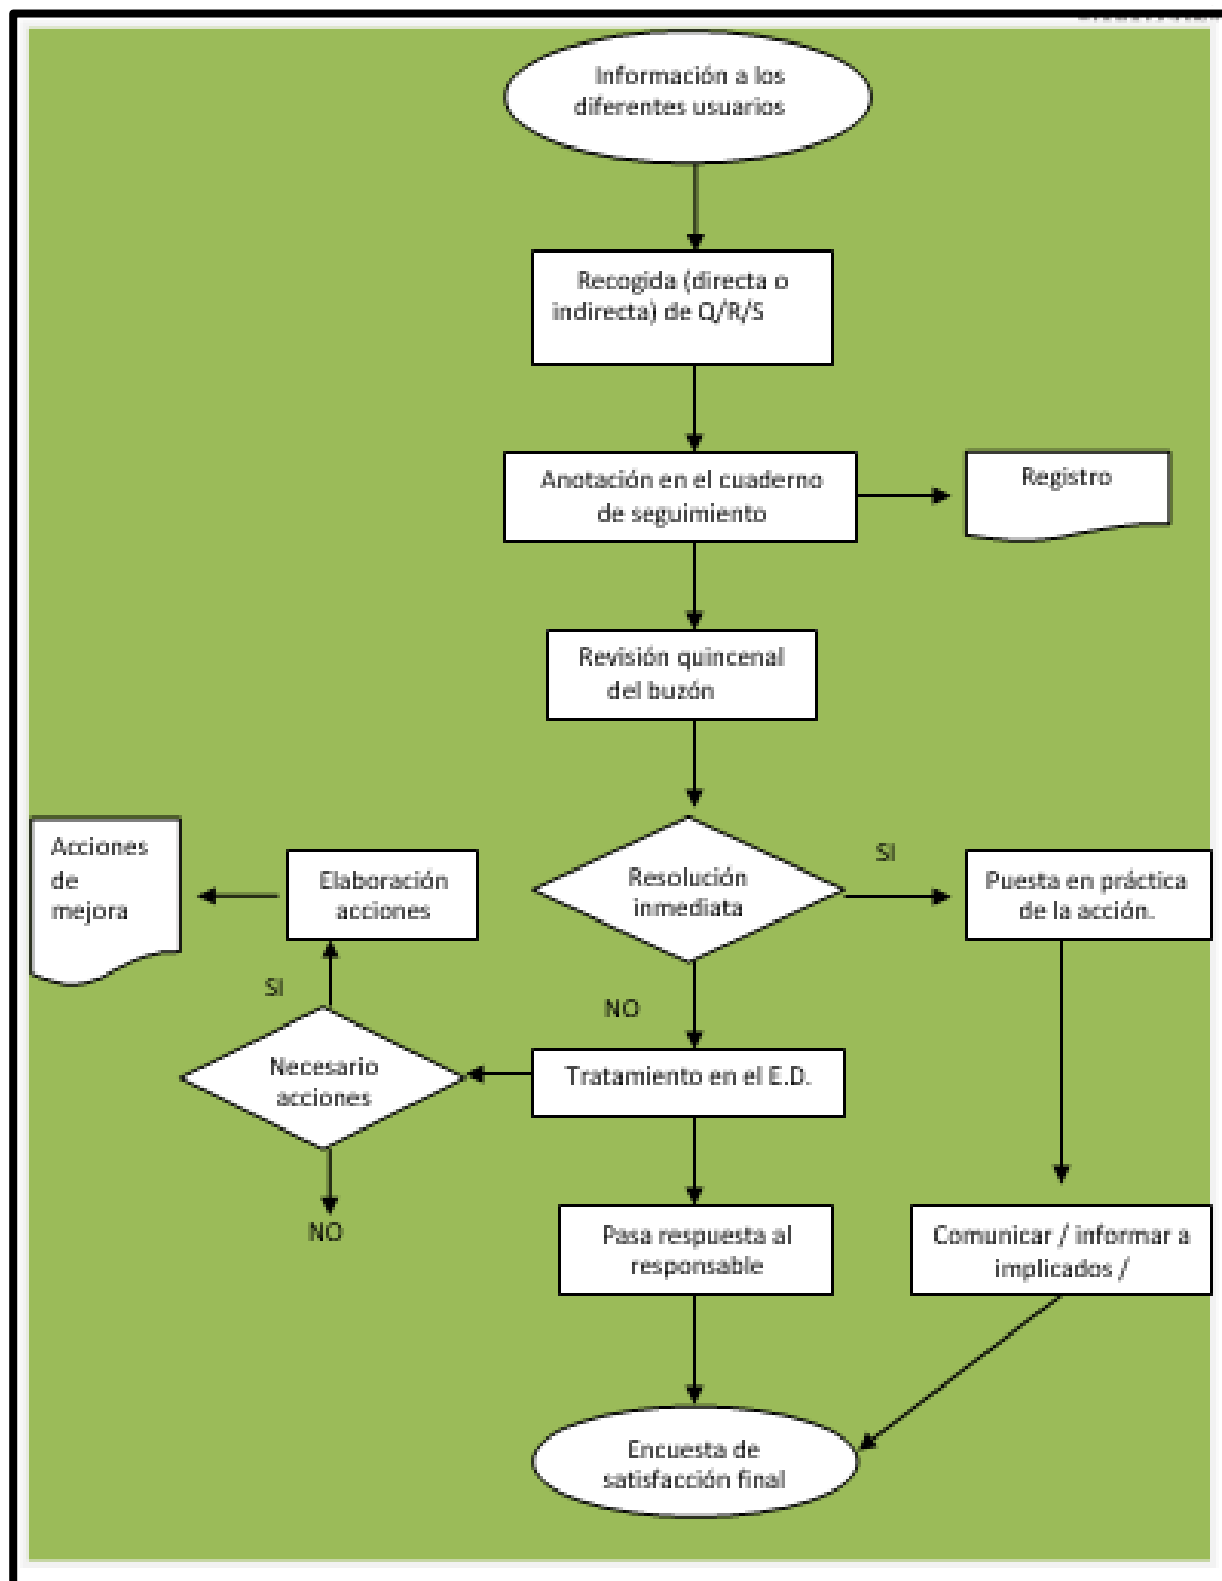 Información a los
diferentes usuarios
Recogida (directa o
indirecta) de Q/R/S
Anotación en el cuaderno
de seguimiento
Registro
Revisión quincenal
del buzón
Resolución
inmediata
SI
Puesta en práctica
de la acción.
Acciones
de
mejora
Elaboración
acciones
SI
NO
Necesario
acciones
Tratamiento en el E.D.
NO
Pasa respuesta al
responsable
Comunicar / informar a
implicados /
Encuesta de
satisfacción final